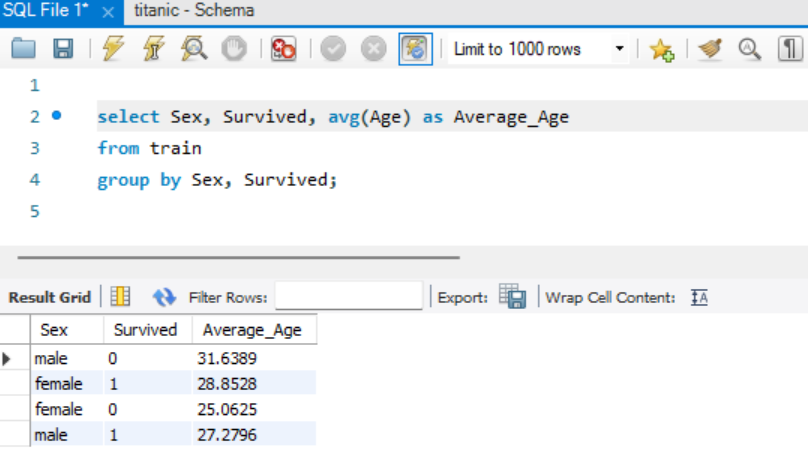 SQL File 1* × titanic - Schema
Limit to 1000 rows
1
2 select Sex, Survived, avg(Age) as Average_Age
3 from train
4 group by Sex, Survived;
5
Result Grid Filter Rows: Export: Wrap Cell Content: IA
Sex Survived Average_Age
male 0 31.6389
female 1 28.8528
female 0 25.0625
male 1 27.2796